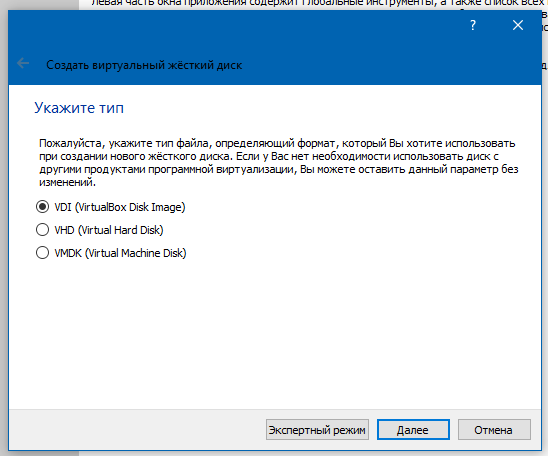 левая часть окна приложения содержит глобальные инструменты, а также список всех
?
Создать виртуальный жёсткий диск
Укажите тип
Пожалуйста, укажите тип файла, определяющий формат, который Вы хотите использовать
при создании нового жёсткого диска. Если у Вас нет необходимости использовать диск с
другими продуктами программной виртуализации, Вы можете оставить данный параметр без
изменений.
VDI (VirtualBox Disk Image)
VHD (Virtual Hard Disk)
VMDK (Virtual Machine Disk)
Экспертный режим Далее Отмена